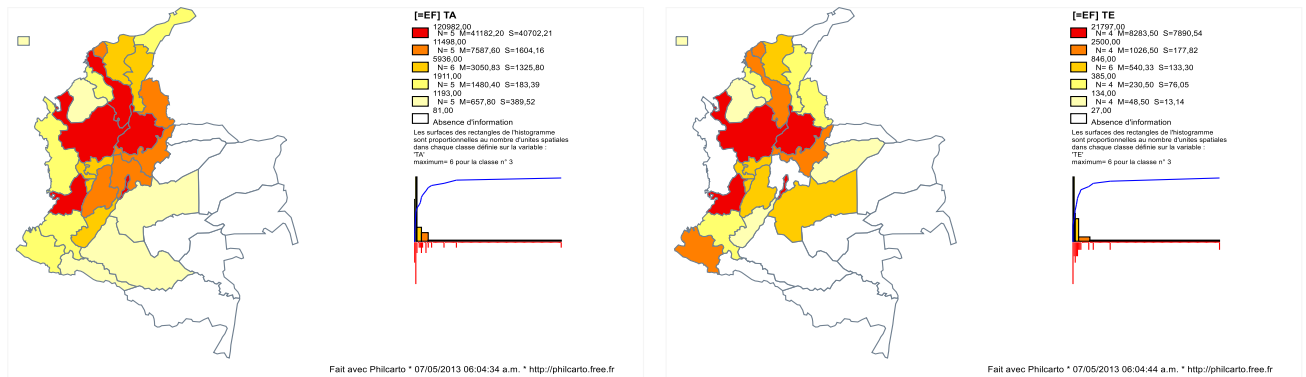 [=EF] TA
120982,00
N= 5 M=41182,20 S=40702,21
11498,00
N= 5 M=7587,60 S=1604,16
5936,00
N= 6 M=3050,83 S=1325,80
1911,00
N= 5 M=1480,40 S=183,39
1193,00
N= 5 M=657,80 S=389,52
81,00
Absence d'information
Les surfaces des rectangles de l'histogramme
sont proportionnelles au nombre d'unites spatiales
dans chaque classe définie sur la variable :
'TA'
maximum= 6 pour la classe n° 3
Fait avec Philcarto * 07/05/2013 06:04:34 a.m. * http://philcarto.free.fr
[=EF] TE
21797,00
N= 4 M=8283,50 S=7890,54
2500,00
N= 4 M=1026,50 S=177,82
846,00
N= 6 M=540,33 S=133,30
385,00
N= 4 M=230,50 S=76,05
134,00
N= 4 M=48,50 S=13,14
27,00
Absence d'information
Les surfaces des rectangles de l'histogramme
sont proportionnelles au nombre d'unites spatiales
dans chaque classe définie sur la variable :
'TE'
maximum= 6 pour la classe n° 3
Fait avec Philcarto * 07/05/2013 06:04:44 a.m. * http://philcarto.free.fr